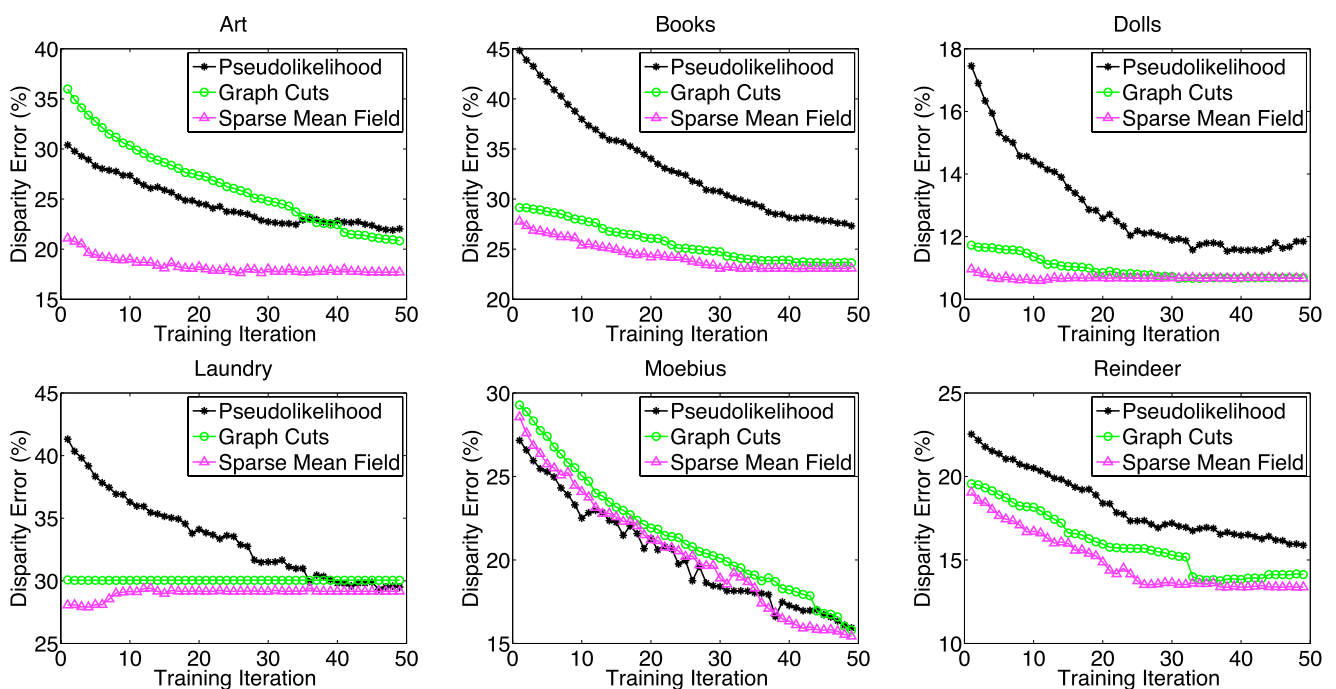 Art
Disparity Error (%)
40
35
30
25
20
15
0 10 20 30 40 50
Training Iteration
Pseudolikelihood
Graph Cuts
Sparse Mean Field
Books
Disparity Error (%)
45
40
35
30
25
20
0 10 20 30 40 50
Training Iteration
Pseudolikelihood
Graph Cuts
Sparse Mean Field
Dolls
Disparity Error (%)
18
16
14
12
10
0 10 20 30 40 50
Training Iteration
Pseudolikelihood
Graph Cuts
Sparse Mean Field
Laundry
Disparity Error (%)
45
40
35
30
25
0 10 20 30 40 50
Training Iteration
Pseudolikelihood
Graph Cuts
Sparse Mean Field
Moebius
Disparity Error (%)
30
25
20
15
0 10 20 30 40 50
Training Iteration
Pseudolikelihood
Graph Cuts
Sparse Mean Field
Reindeer
Disparity Error (%)
25
20
15
10
0 10 20 30 40 50
Training Iteration
Pseudolikelihood
Graph Cuts
Sparse Mean Field